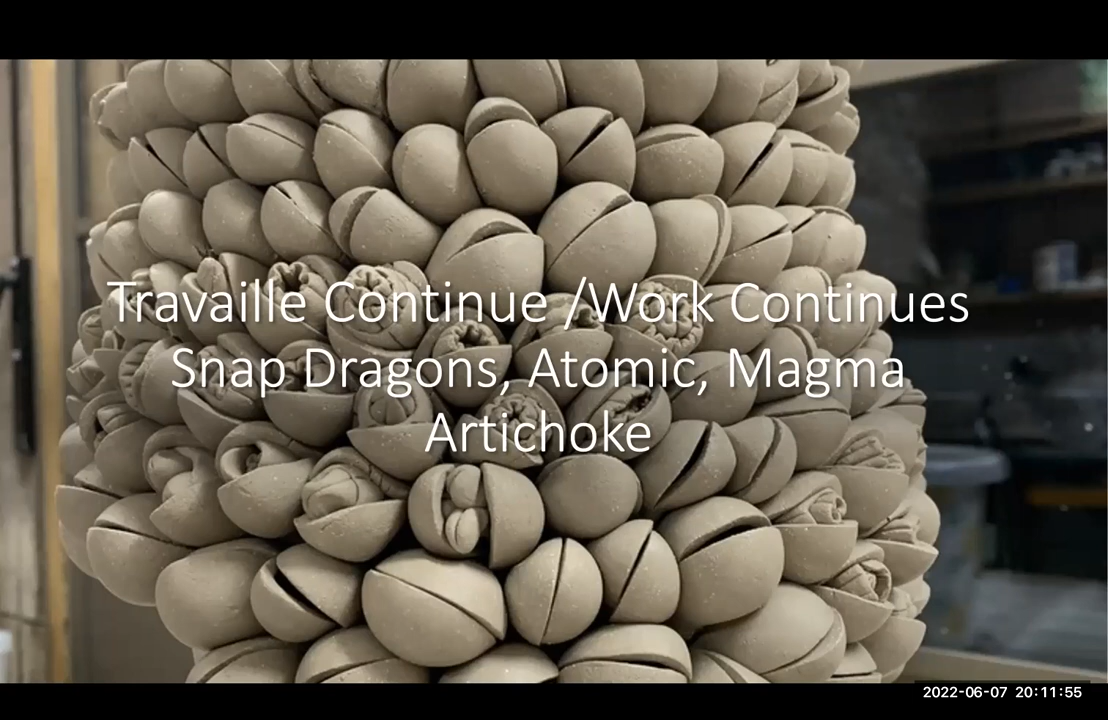 Travaille Continue /Work Continues
Snap Dragons, Atomic, Magma
Artichoke
2022-06-07 20:11:55